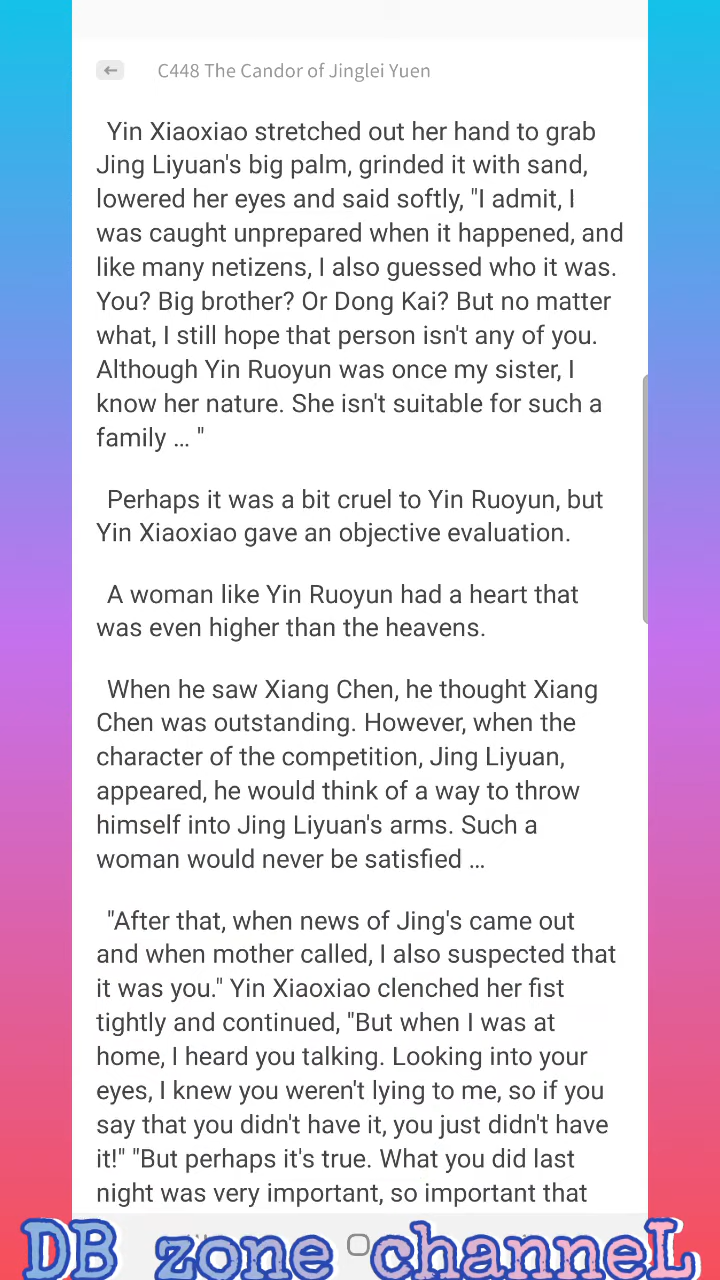 C448 The Candor of Jinglei Yuen
Yin Xiaoxiao stretched out her hand to grab
Jing Liyuan's big palm, grinded it with sand,
lowered her eyes and said softly, "I admit, I
was caught unprepared when it happened, and
like many netizens, I also guessed who it was.
You? Big brother? Or Dong Kai? But no matter
what, I still hope that person isn't any of you.
Although Yin Ruoyun was once my sister, I
know her nature. She isn't suitable for such a
family … "
Perhaps it was a bit cruel to Yin Ruoyun, but
Yin Xiaoxiao gave an objective evaluation.
A woman like Yin Ruoyun had a heart that
was even higher than the heavens.
When he saw Xiang Chen, he thought Xiang
Chen was outstanding. However, when the
character of the competition, Jing Liyuan,
appeared, he would think of a way to throw
himself into Jing Liyuan's arms. Such a
woman would never be satisfied …
"After that, when news of Jing's came out
and when mother called, I also suspected that
it was you." Yin Xiaoxiao clenched her fist
tightly and continued, "But when I was at
home, I heard you talking. Looking into your
eyes, I knew you weren't lying to me, so if you
say that you didn't have it, you just didn't have
it!" "But perhaps it's true. What you did last
night was very important, so important that
DB zone channeL